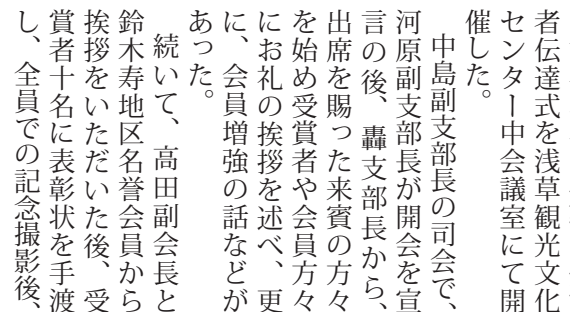 者伝達式を浅草観光文化
センター中会議室にて開
催した。
中島副支部長の司会で、
河原副支部長が開会を宣
言の後、轟支部長から、
出席を賜った来賓の方々
を始め受賞者や会員方々
にお礼の挨拶を述べ、更
に、会員増強の話などが
あった。
続いて、高田副会長と
鈴木寿地区名誉会員から
挨拶をいただいた後、受
賞者十名に表彰状を手渡
し、全員での記念撮影後、